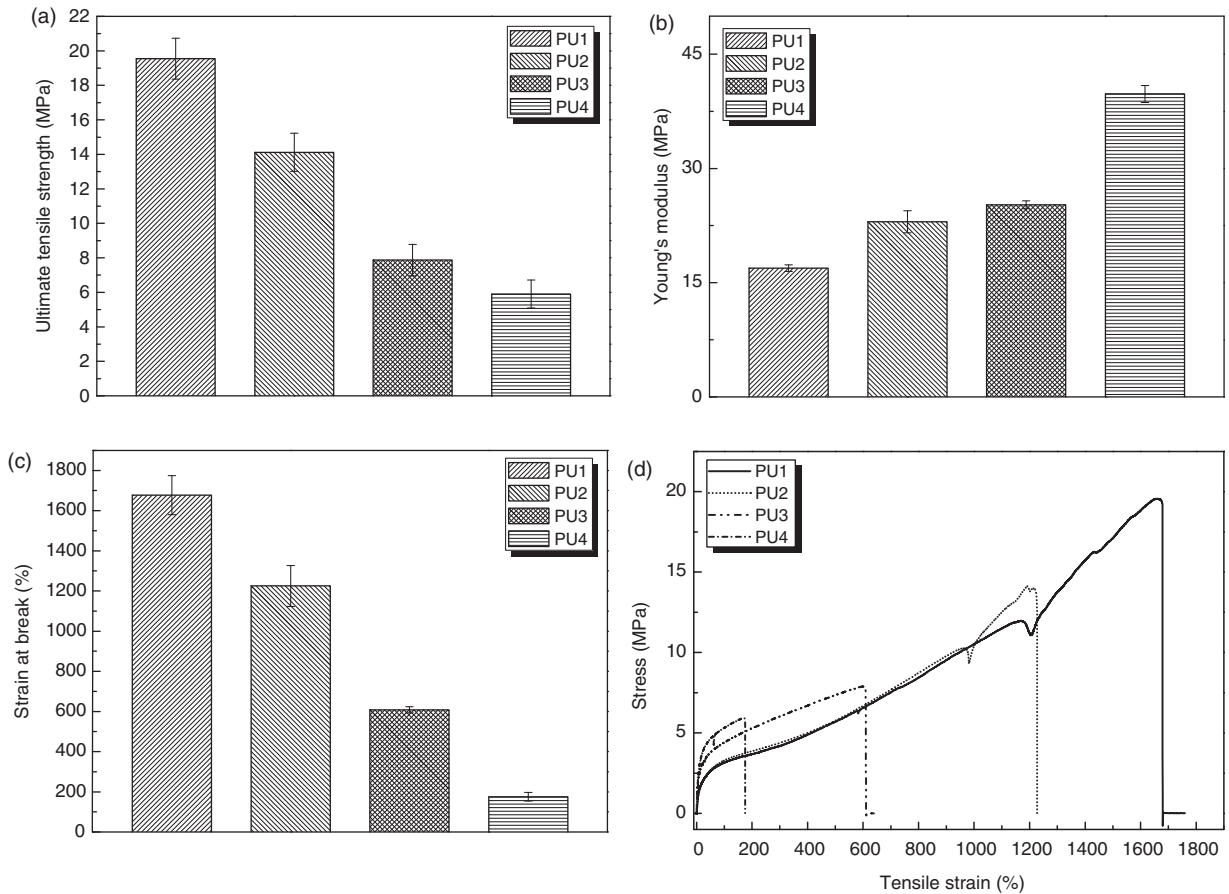 (a)
22
20
18
16
14
12
10
8
6
4
2
0
Ultimate tensile strength (MPa)
PU1
PU2
PU3
PU4
(b)
45
30
15
0
Young's modulus (MPa)
PU1
PU2
PU3
PU4
(c)
1800
1600
1400
1200
1000
800
600
400
200
0
Strain at break (%)
PU1
PU2
PU3
PU4
(d)
20
15
10
5
0
Stress (MPa)
PU1
PU2
PU3
PU4
0 200 400 600 800 1000 1200 1400 1600 1800
Tensile strain (%)